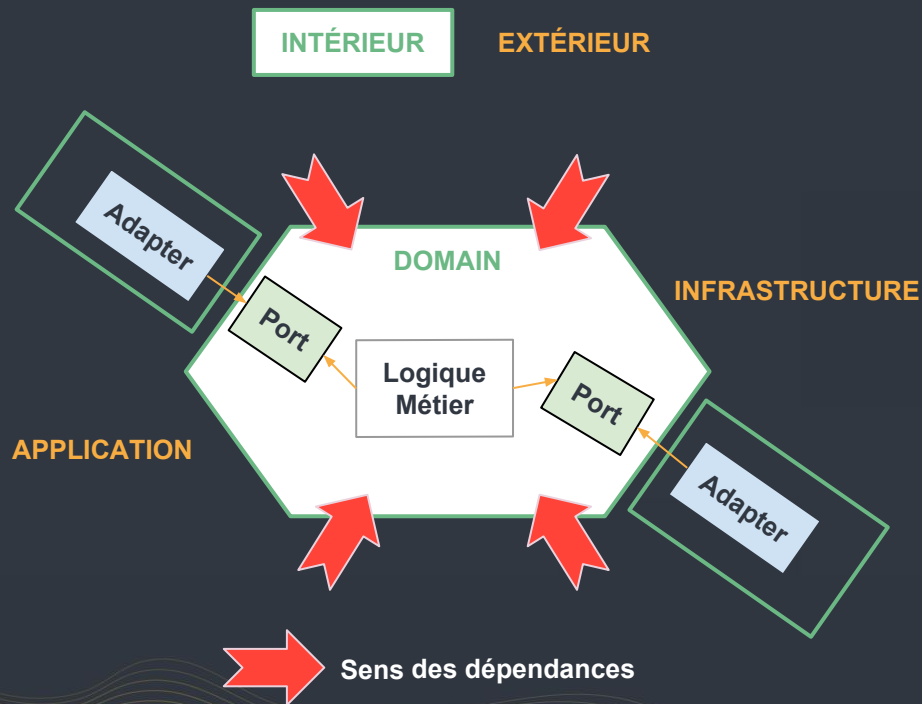 INTÉRIEUR
EXTÉRIEUR
Adapter
DOMAIN
INFRASTRUCTURE
Port
Logique
Métier
Port
APPLICATION
Adapter
Sens des dépendances